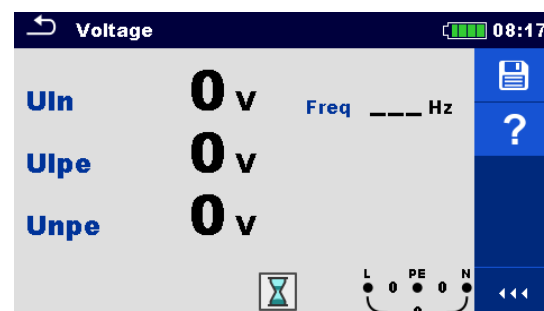 Voltage 08:17
Uln 0 V Freq ___ Hz
Ulpe 0 V
Unpe 0 V
?
L PE N
0 0
0